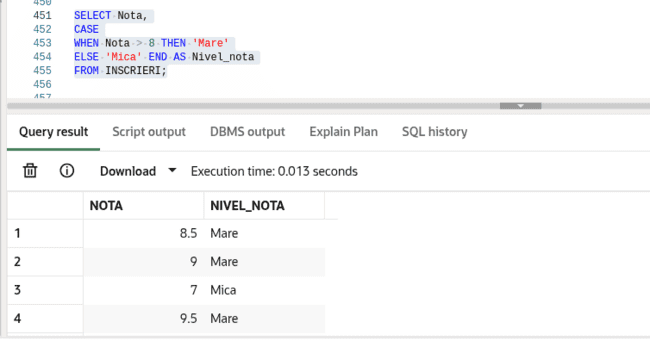 450
451 SELECT Nota,
452 CASE
453 WHEN Nota > 8 THEN 'Mare'
454 ELSE 'Mica' END AS Nivel_nota
455 FROM INSCRIERI;
456
457
Query result Script output DBMS output Explain Plan SQL history
Download Execution time: 0.013 seconds
NOTA NIVEL_NOTA
1 8.5 Mare
2 9 Mare
3 7 Mica
4 9.5 Mare